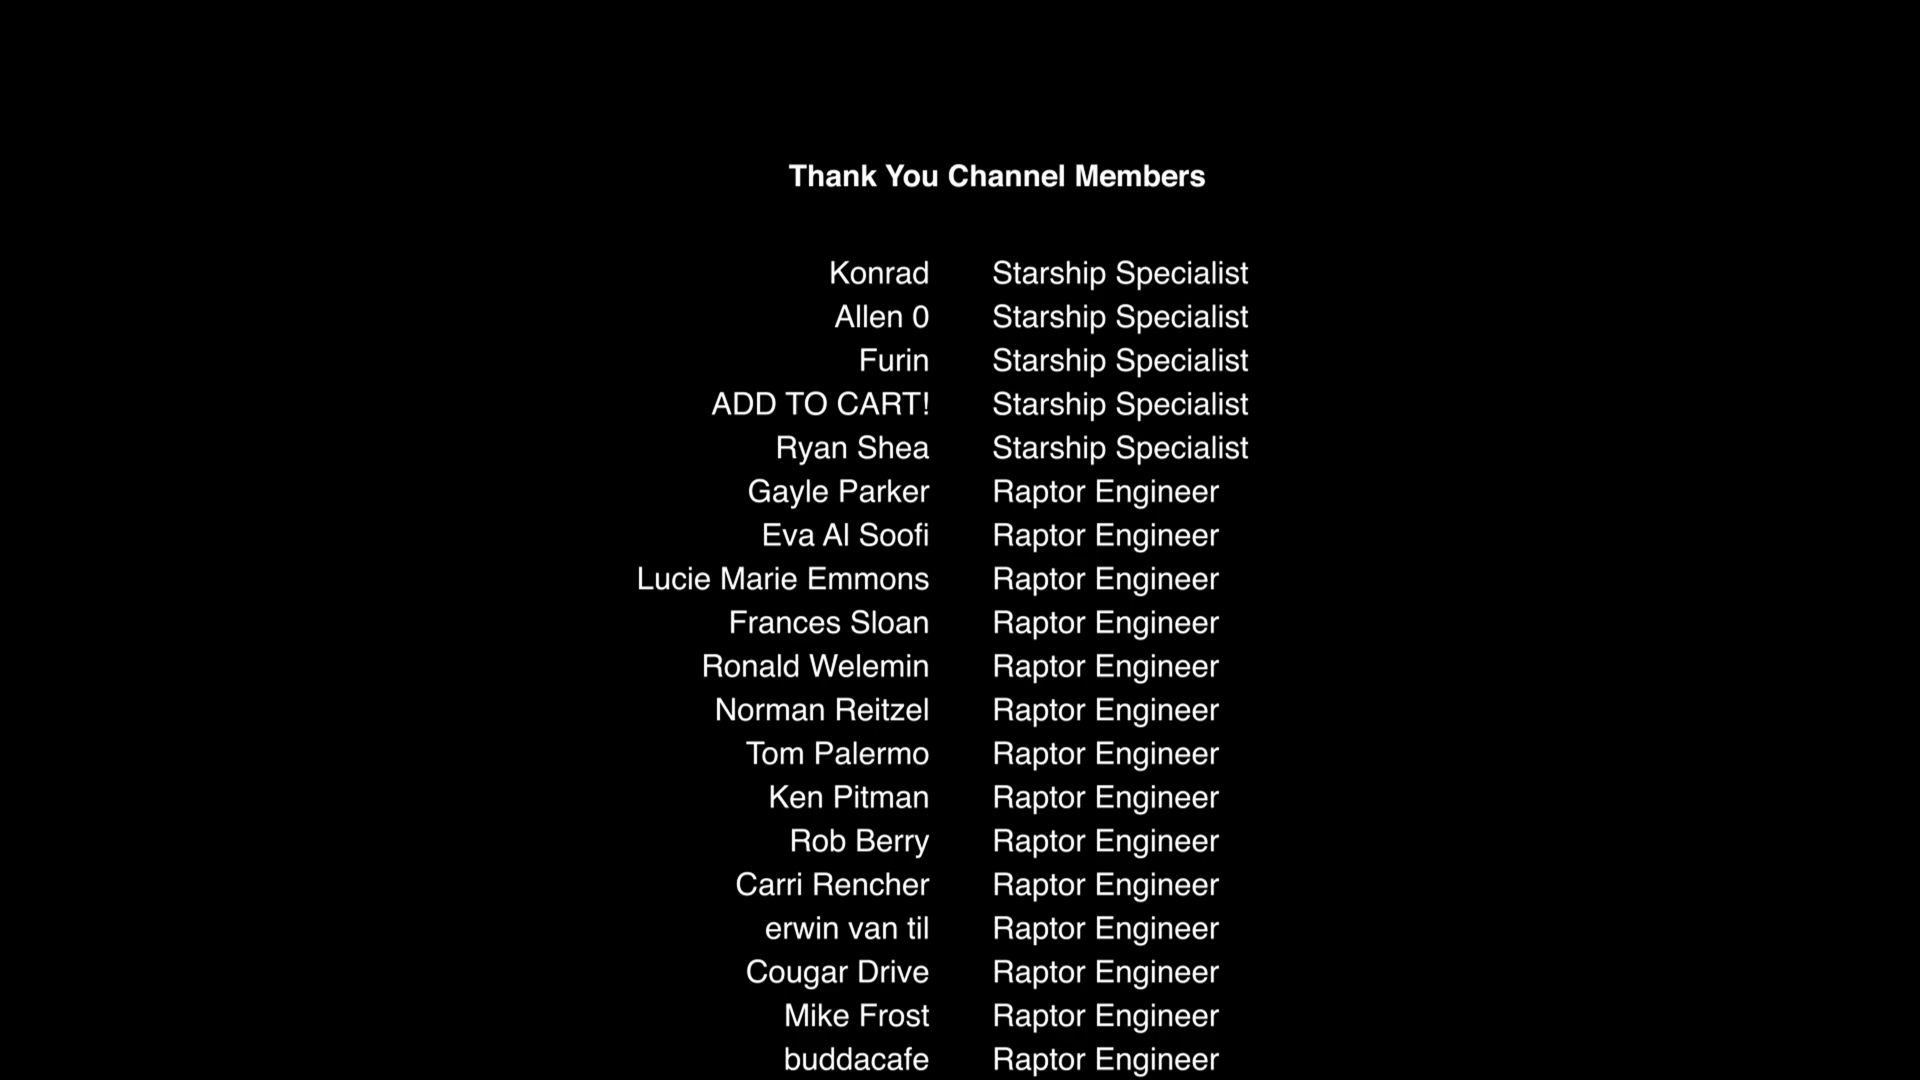 Thank You Channel Members
Konrad Starship Specialist
Allen 0 Starship Specialist
Furin Starship Specialist
ADD TO CART! Starship Specialist
Ryan Shea Starship Specialist
Gayle Parker Raptor Engineer
Eva Al Soofi Raptor Engineer
Lucie Marie Emmons Raptor Engineer
Frances Sloan Raptor Engineer
Ronald Welemin Raptor Engineer
Norman Reitzel Raptor Engineer
Tom Palermo Raptor Engineer
Ken Pitman Raptor Engineer
Rob Berry Raptor Engineer
Carri Rencher Raptor Engineer
erwin van til Raptor Engineer
Cougar Drive Raptor Engineer
Mike Frost Raptor Engineer
buddacafe Raptor Engineer